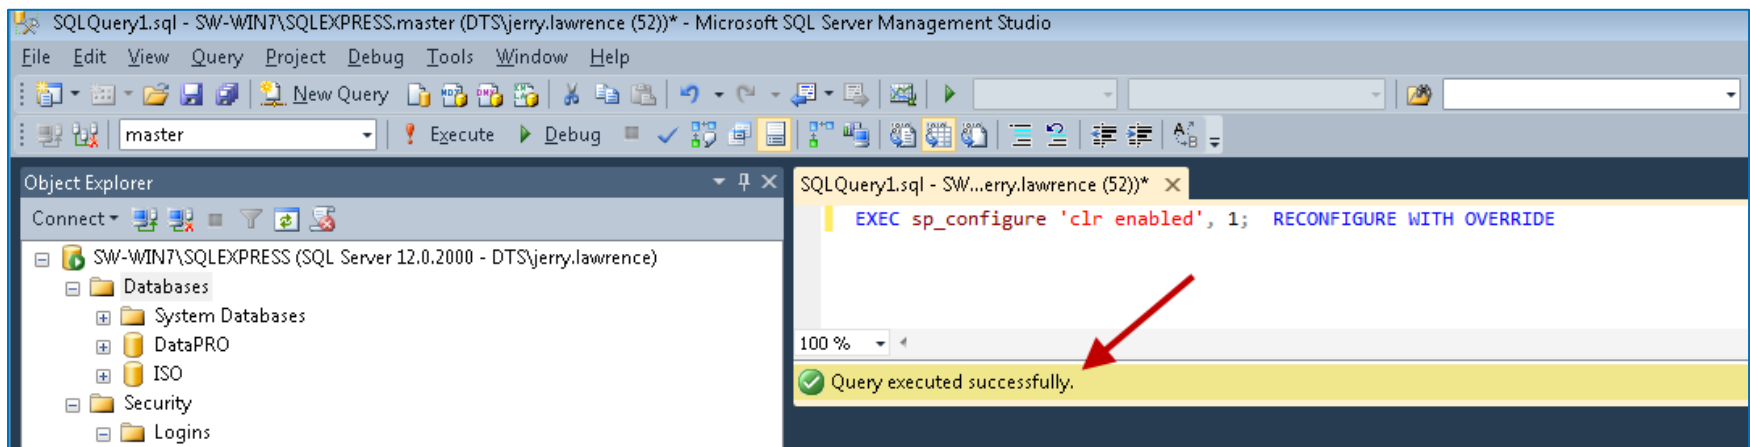 SQLQuery1.sql - SW-WIN7\SQLEXPRESS.master (DTS\jerry.lawrence (52))* - Microsoft SQL Server Management Studio
File Edit View Query Project Debug Tools Window Help
New Query
master Execute Debug
Object Explorer
Connect
SW-WIN7\SQLEXPRESS (SQL Server 12.0.2000 - DTS\jerry.lawrence)
Databases
System Databases
DataPRO
ISO
Security
Logins
SQLQuery1.sql - SW...erry.lawrence (52))*
EXEC sp_configure 'clr enabled', 1; RECONFIGURE WITH OVERRIDE
100 %
Query executed successfully.